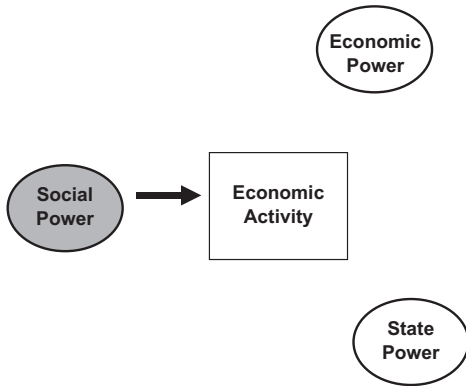 Economic
Power
Social
Power
Economic
Activity
State
Power